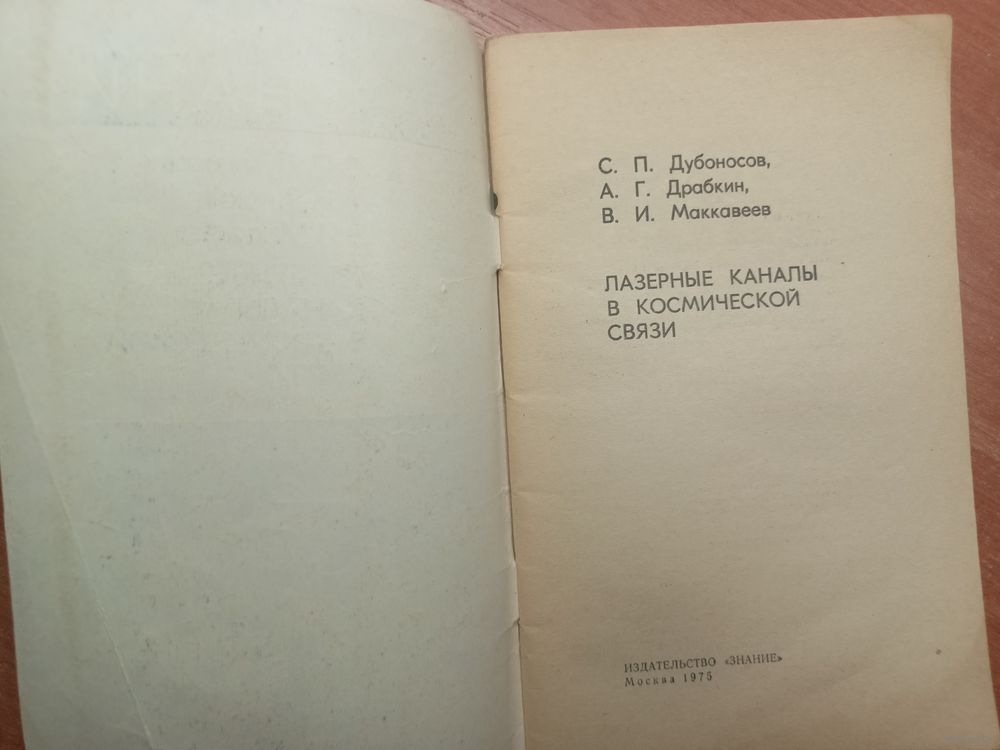 С. П. Дубоносов,
А. Г. Драбкин,
В. И. Маккавеев
ЛАЗЕРНЫЕ КАНАЛЫ
В КОСМИЧЕСКОЙ
СВЯЗИ
ИЗДАТЕЛЬСТВО «ЗНАНИЕ»
Москва 1975